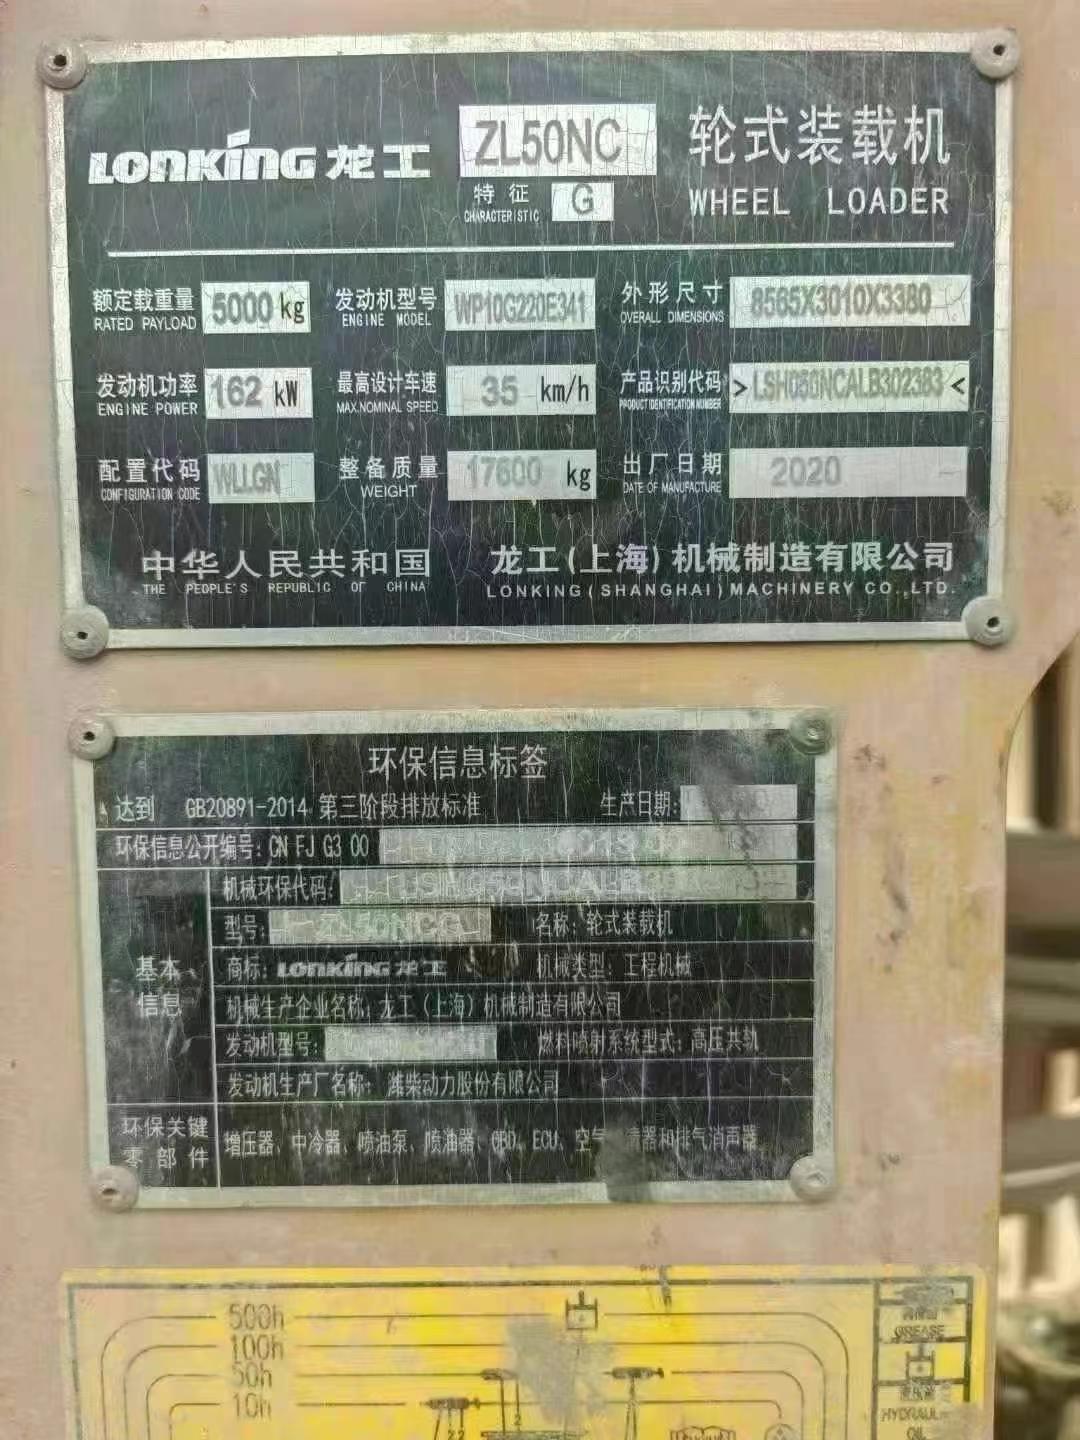 LONKING 龙工 ZL50NC 轮式装载机
特征 CHARACTERISTIC G WHEEL LOADER
额定载重量 RATED PAYLOAD 5000 kg 发动机型号 ENGINE MODEL WP10G220E341 外形尺寸 OVERALL DIMENSIONS 8565X3010X3380
发动机功率 ENGINE POWER 162 kW 最高设计车速 MAX.NOMINAL SPEED 35 km/h 产品识别代码 PRODUCT IDENTIFICATION NUMBER >LSH050NCALB302383<
配置代码 CONFIGURATION CODE WLLGN 整备质量 WEIGHT 17600 kg 出厂日期 DATE OF MANUFACTURE 2020
中华人民共和国 龙工(上海)机械制造有限公司
THE PEOPLE'S REPUBLIC OF CHINA LONKING(SHANGHAI)MACHINERY CO.,LTD.
环保信息标签
达到 GB20891-2014 第三阶段排放标准 生产日期:
环保信息公开编号: CN FJ G3 00
机械环保代码:
型号: ZL50NCG 名称: 轮式装载机
基本信息
商标: LONKING 龙工 机械类型: 工程机械
机械生产企业名称: 龙工(上海)机械制造有限公司
发动机型号: 燃料喷射系统型式: 高压共轨
发动机生产厂名称: 潍柴动力股份有限公司
环保关键零部件 增压器、中冷器、喷油泵、喷油器、OBD、ECU、空气 清器和排气消声器
500h
100h
50h
10h
GREASE
HYDRAULIC
OIL